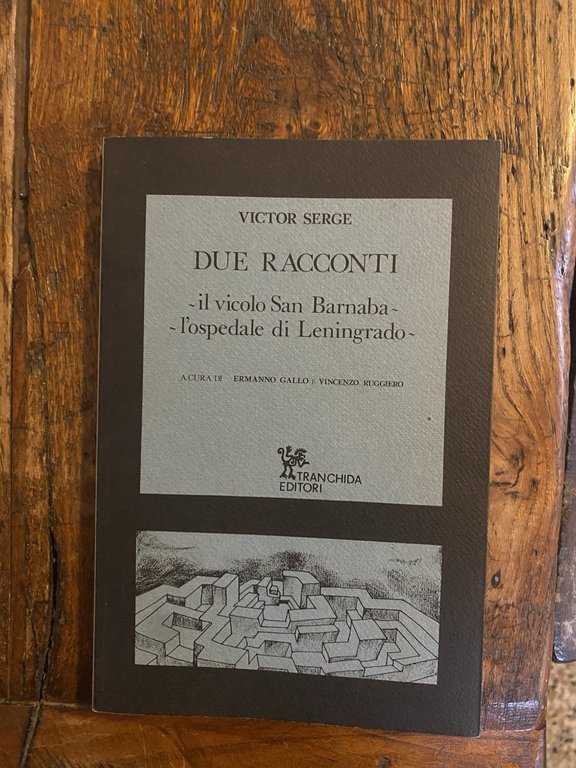 VICTOR SERGE
DUE RACCONTI
~il vicolo San Barnaba~
~l'ospedale di Leningrado~
A CURA DI ERMANNO GALLO E VINCENZO RUGGIERO
TRANCHIDA
EDITORI